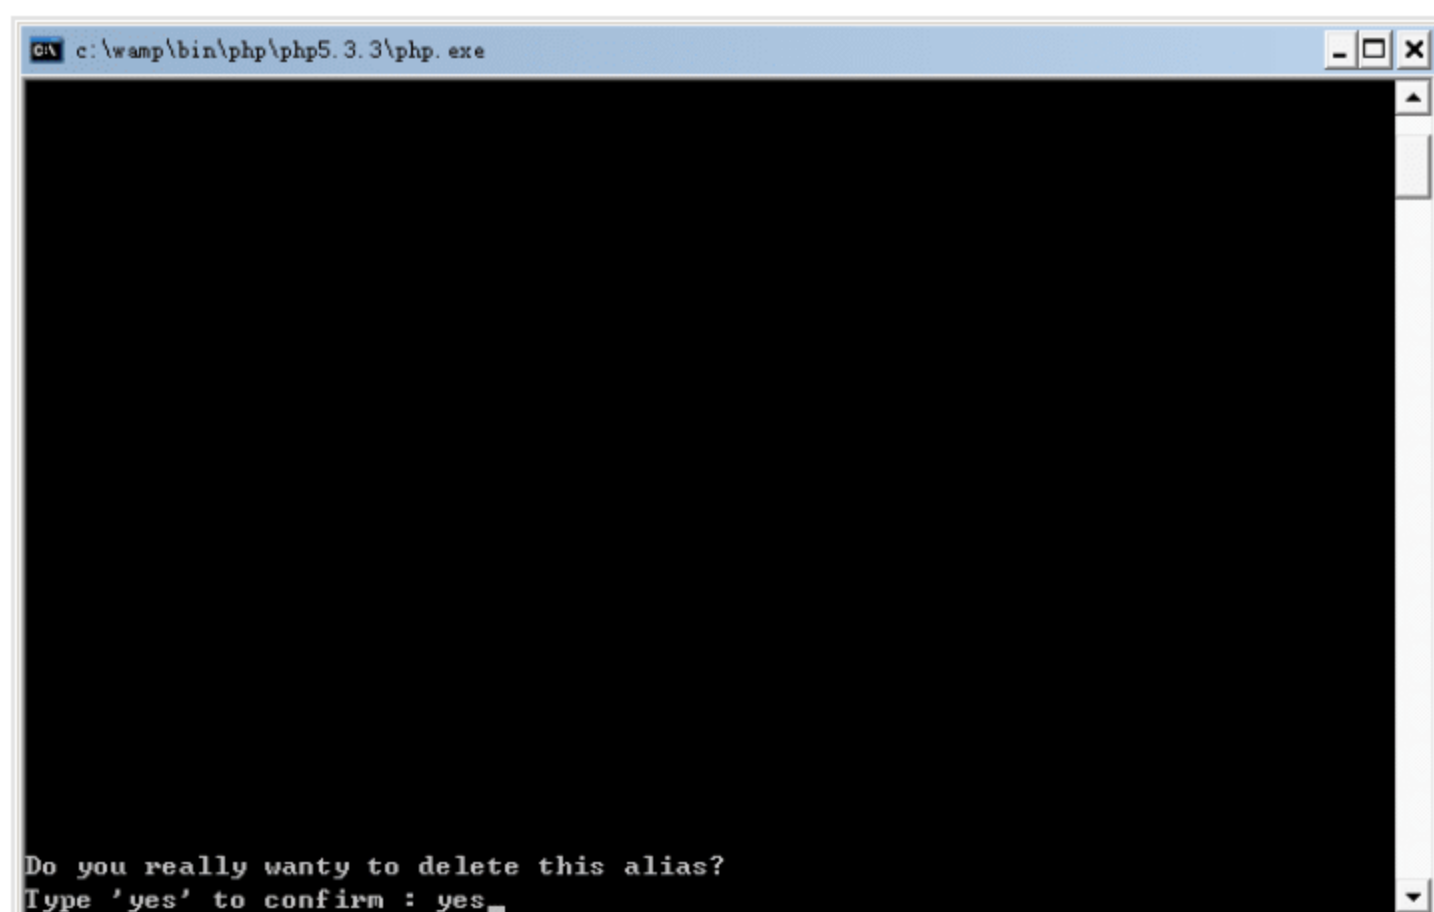 c:\wamp\bin\php\php5.3.3\php.exe
Do you really wanty to delete this alias?
Type 'yes' to confirm : yes_